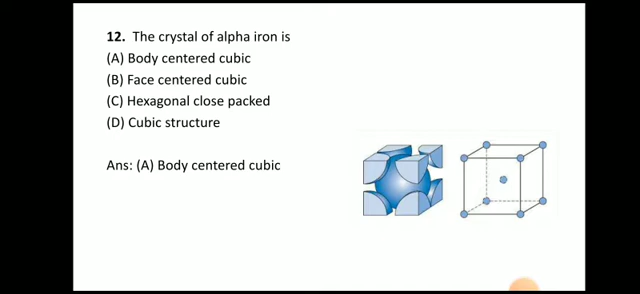 12. The crystal of alpha iron is
(A) Body centered cubic
(B) Face centered cubic
(C) Hexagonal close packed
(D) Cubic structure
Ans: (A) Body centered cubic